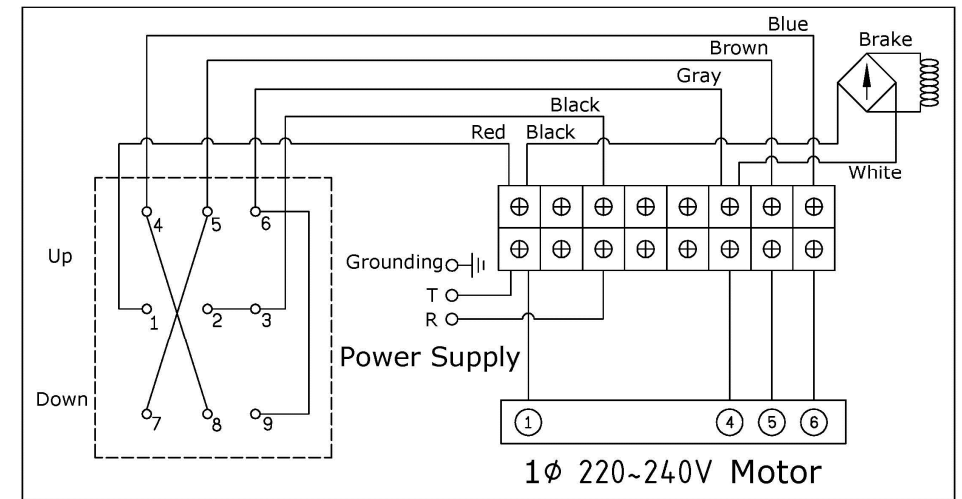 Blue
Brown
Brake
Gray
Black
Red
Black
White
4
5
6
Up
Grounding
T
R
1
2
3
Power Supply
Down
7
8
9
1
4
5
6
1Ø 220~240V Motor